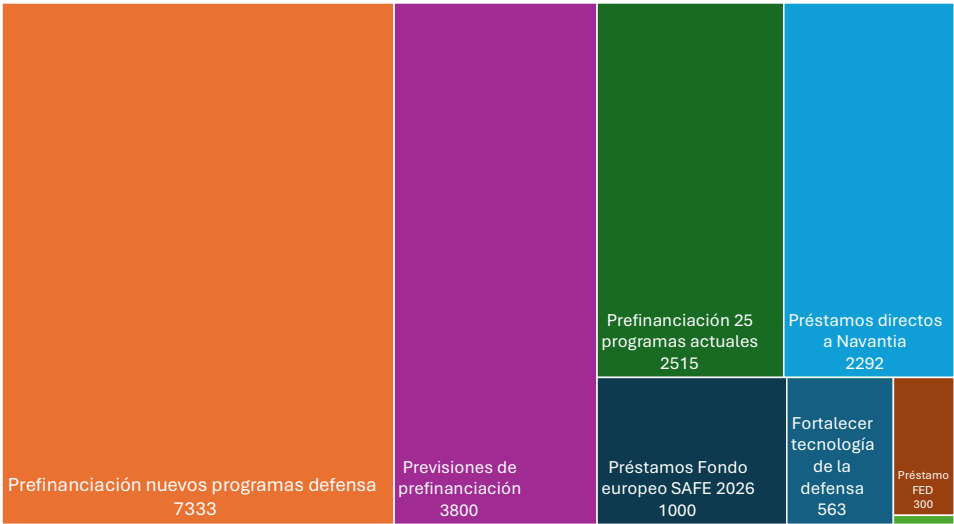 Prefinanciación nuevos programas defensa
7333
Previsiones de
prefinanciación
3800
Prefinanciación 25
programas actuales
2515
Préstamos directos
a Navantia
2292
Préstamos Fondo
europeo SAFE 2026
1000
Fortalecer
tecnología
de la
defensa
563
Préstamo
FED
300